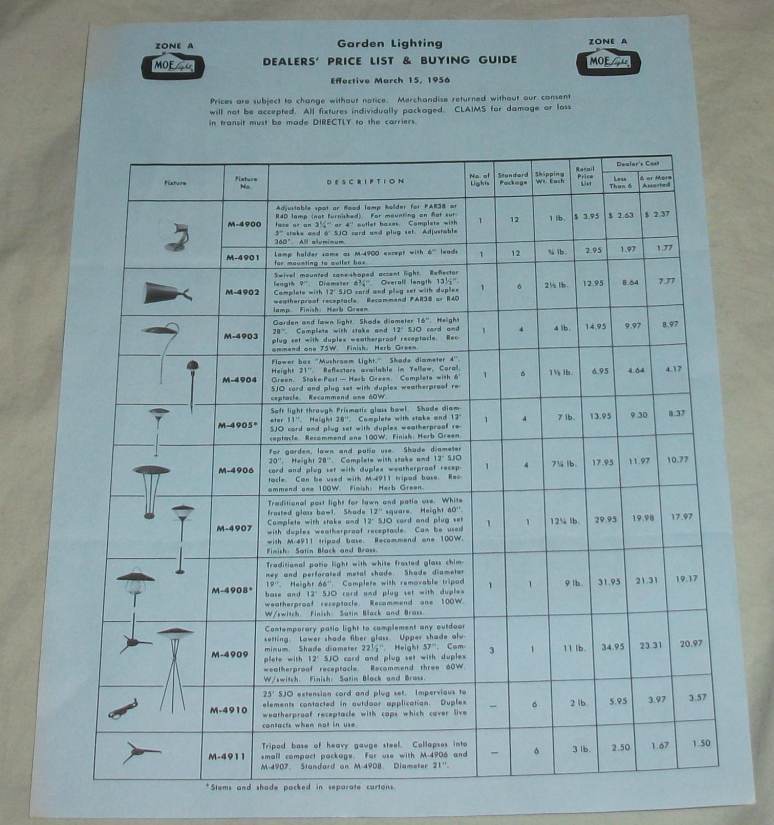 ZONE A
MOE Light
Garden Lighting
DEALERS' PRICE LIST & BUYING GUIDE
Effective March 15, 1956
ZONE A
MOE Light
Prices are subject to change without notice. Merchandise returned without our consent
will not be accepted. All fixtures individually packaged. CLAIMS for damage or loss
in transit must be made DIRECTLY to the carriers.
Fixture
Fixture
No.
DESCRIPTION
No. of
Lights
Standard
Package
Shipping
Wt. Each
Retail
Price
List
Dealer's Cost
Less
Than 6
6 or More
Assorted
M-4900
Adjustable spot or flood lamp holder for PAR38 or
R40 lamp (not furnished). For mounting on flat sur-
face or on 3¼" or 4" outlet boxes. Complete with
5" stake and 6' SJO cord and plug set. Adjustable
360°. All aluminum.
1 12 1 lb. $ 3.95 $ 2.63 $ 2.37
M-4901
Lamp holder same as M-4900 except with 6" leads
for mounting to outlet box.
1 12 ¾ lb. 2.95 1.97 1.77
M-4902
Swivel mounted cone-shaped accent light. Reflector
length 9". Diameter 6¾". Overall length 13½".
Complete with 12' SJO cord and plug set with duplex
weatherproof receptacle. Recommend PAR38 or R40
lamp. Finish: Herb Green.
1 6 2½ lb. 12.95 8.64 7.77
M-4903
Garden and lawn light. Shade diameter 16". Height
28". Complete with stake and 12' SJO cord and
plug set with duplex weatherproof receptacle. Rec-
ommend one 75W. Finish: Herb Green.
1 4 4 lb. 14.95 9.97 8.97
M-4904
Flower box "Mushroom Light." Shade diameter 4".
Height 21". Reflectors available in Yellow, Coral,
Green. Stake-Post — Herb Green. Complete with 6'
SJO cord and plug set with duplex weatherproof re-
ceptacle. Recommend one 60W.
1 6 1½ lb. 6.95 4.64 4.17
M-4905*
Soft light through Prismatic glass bowl. Shade diam-
eter 11". Height 28". Complete with stake and 12'
SJO cord and plug set with duplex weatherproof re-
ceptacle. Recommend one 100W. Finish: Herb Green.
1 4 7 lb. 13.95 9.30 8.37
M-4906
For garden, lawn and patio use. Shade diameter
20". Height 28". Complete with stake and 12' SJO
cord and plug set with duplex weatherproof recep-
tacle. Can be used with M-4911 tripod base. Rec-
ommend one 100W. Finish: Herb Green.
1 4 7¼ lb. 17.95 11.97 10.77
M-4907
Traditional post light for lawn and patio use. White
frosted glass bowl. Shade 12" square. Height 60".
Complete with stake and 12' SJO cord and plug set
with duplex weatherproof receptacle. Can be used
with M-4911 tripod base. Recommend one 100W.
Finish: Satin Black and Brass.
1 1 12¼ lb. 29.95 19.98 17.97
M-4908*
Traditional patio light with white frosted glass chim-
ney and perforated metal shade. Shade diameter
19". Height 66". Complete with removable tripod
base and 12' SJO cord and plug set with duplex
weatherproof receptacle. Recommend one 100W.
W/switch. Finish: Satin Black and Brass.
1 1 9 lb. 31.95 21.31 19.17
M-4909
Contemporary patio light to complement any outdoor
setting. Lower shade fiber glass. Upper shade alu-
minum. Shade diameter 22½". Height 57". Com-
plete with 12' SJO cord and plug set with duplex
weatherproof receptacle. Recommend three 60W.
W/switch. Finish: Satin Black and Brass.
3 1 11 lb. 34.95 23.31 20.97
M-4910
25' SJO extension cord and plug set. Impervious to
elements contacted in outdoor application. Duplex
weatherproof receptacle with caps which cover live
contacts when not in use.
— 6 2 lb. 5.95 3.97 3.57
M-4911
Tripod base of heavy gauge steel. Collapses into
small compact package. For use with M-4906 and
M-4907. Standard on M-4908. Diameter 21".
— 6 3 lb. 2.50 1.67 1.50
*Stems and shade packed in separate cartons.